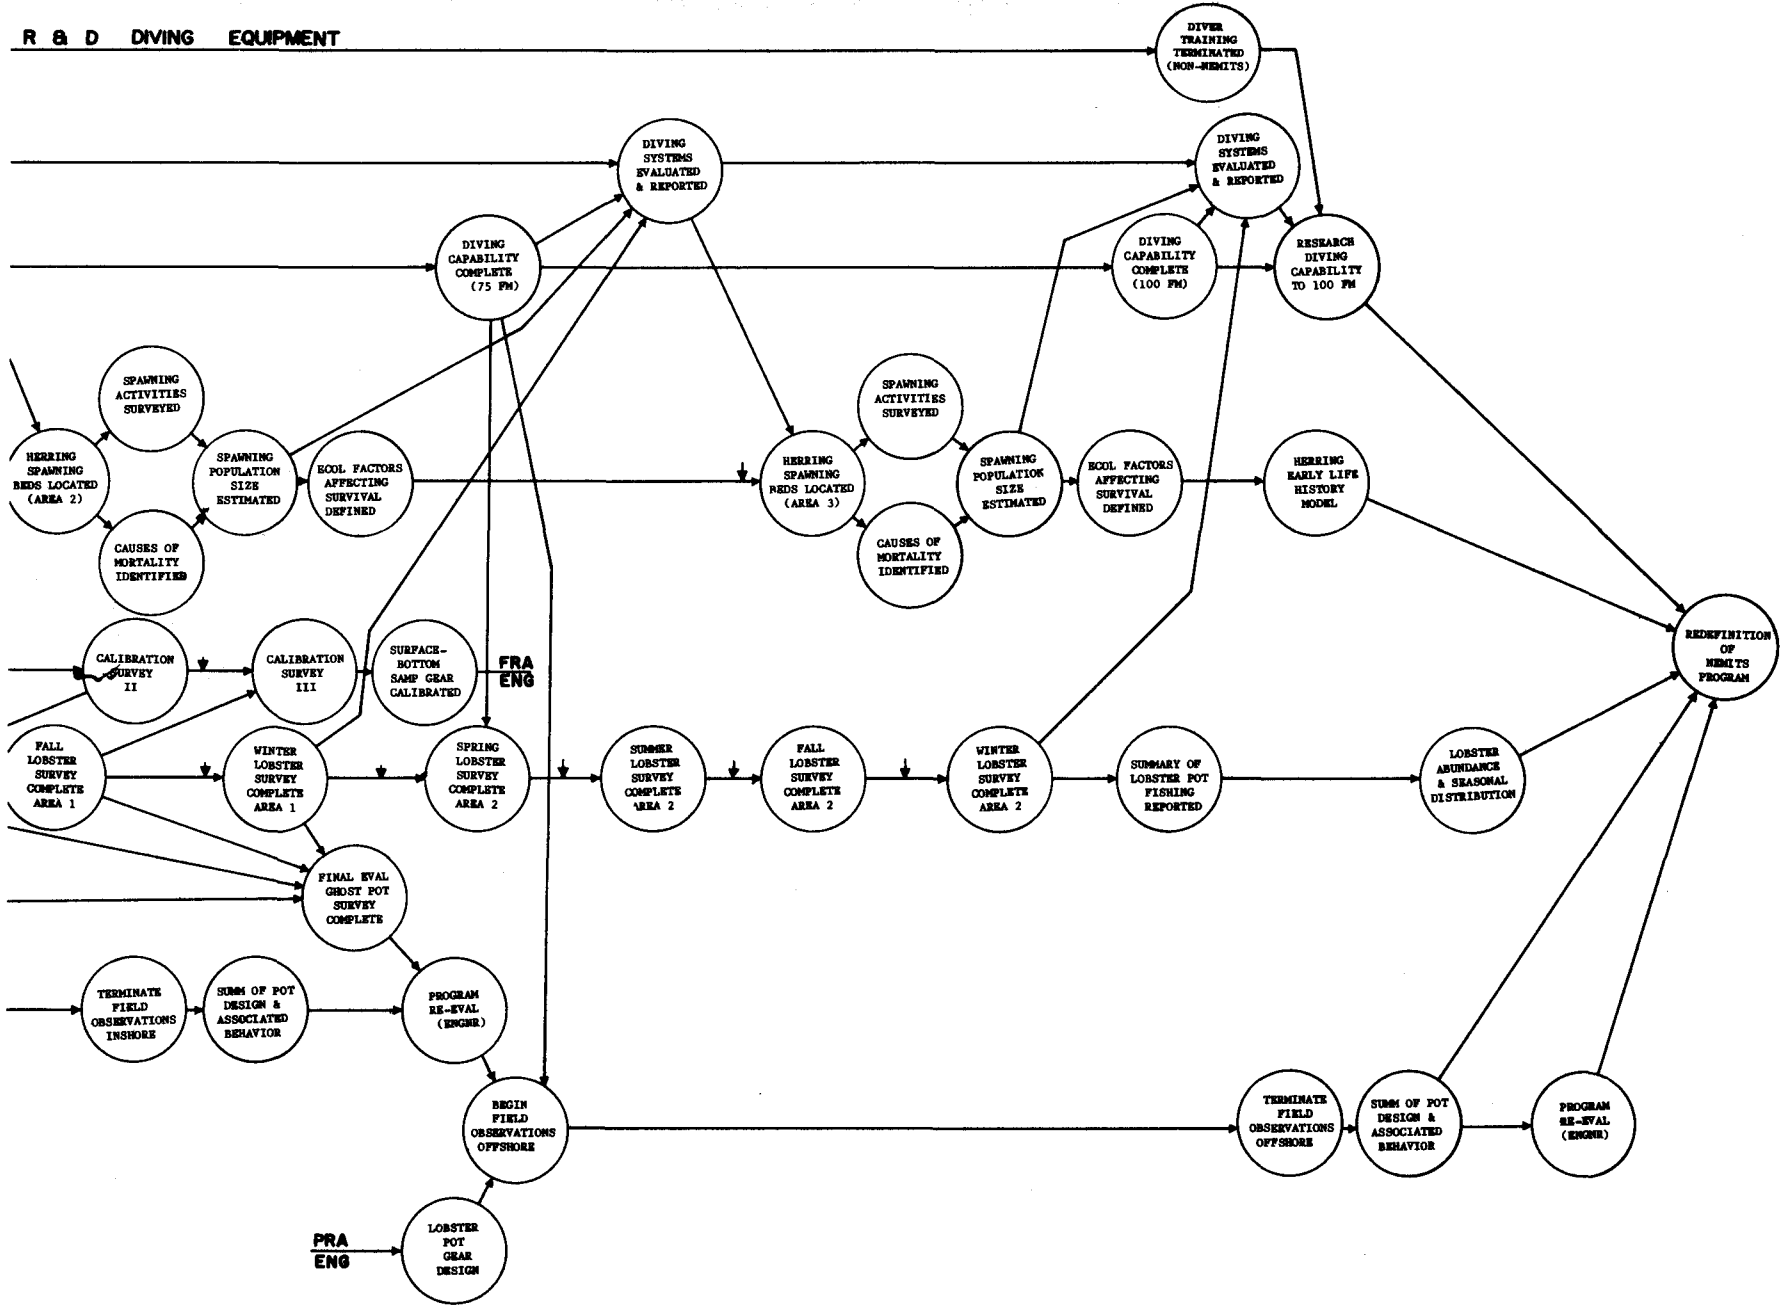 R & D DIVING EQUIPMENT
DIVER
TRAINING
TERMINATED
(NON-NEMITS)
DIVING
SYSTEMS
EVALUATED
& REPORTED
DIVING
SYSTEMS
EVALUATED
& REPORTED
DIVING
CAPABILITY
COMPLETE
(75 FM)
DIVING
CAPABILITY
COMPLETE
(100 FM)
RESEARCH
DIVING
CAPABILITY
TO 100 FM
SPAWNING
ACTIVITIES
SURVEYED
HERRING
SPAWNING
BEDS LOCATED
(AREA 2)
SPAWNING
POPULATION
SIZE
ESTIMATED
ECOL FACTORS
AFFECTING
SURVIVAL
DEFINED
CAUSES OF
MORTALITY
IDENTIFIED
SPAWNING
ACTIVITIES
SURVEYED
HERRING
SPAWNING
BEDS LOCATED
(AREA 3)
SPAWNING
POPULATION
SIZE
ESTIMATED
ECOL FACTORS
AFFECTING
SURVIVAL
DEFINED
HERRING
EARLY LIFE
HISTORY
MODEL
CAUSES OF
MORTALITY
IDENTIFIED
CALIBRATION
SURVEY
II
CALIBRATION
SURVEY
III
SURFACE-
BOTTOM
SAMP GEAR
CALIBRATED
FRA
ENG
REDEFINITION
OF
NEMITS
PROGRAM
FALL
LOBSTER
SURVEY
COMPLETE
AREA 1
WINTER
LOBSTER
SURVEY
COMPLETE
AREA 1
SPRING
LOBSTER
SURVEY
COMPLETE
AREA 2
SUMMER
LOBSTER
SURVEY
COMPLETE
AREA 2
FALL
LOBSTER
SURVEY
COMPLETE
AREA 2
WINTER
LOBSTER
SURVEY
COMPLETE
AREA 2
SUMMARY OF
LOBSTER POT
FISHING
REPORTED
LOBSTER
ABUNDANCE
& SEASONAL
DISTRIBUTION
FINAL EVAL
GHOST POT
SURVEY
COMPLETE
TERMINATE
FIELD
OBSERVATIONS
INSHORE
SUMM OF POT
DESIGN &
ASSOCIATED
BEHAVIOR
PROGRAM
RE-EVAL
(ENGNR)
BEGIN
FIELD
OBSERVATIONS
OFFSHORE
TERMINATE
FIELD
OBSERVATIONS
OFFSHORE
SUMM OF POT
DESIGN &
ASSOCIATED
BEHAVIOR
PROGRAM
RE-EVAL
(ENGNR)
PRA
ENG
LOBSTER
POT
GEAR
DESIGN